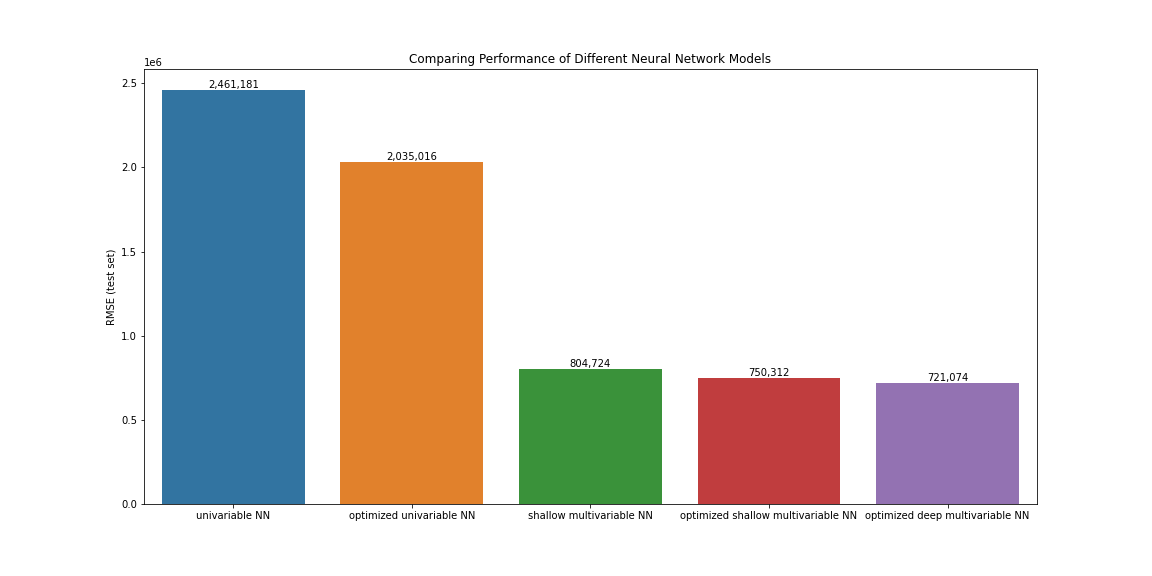 Comparing Performance of Different Neural Network Models
1e6
2.5
2.0
1.5
1.0
0.5
0.0
RMSE (test set)
2,461,181
2,035,016
804,724
750,312
721,074
univariable NN
optimized univariable NN
shallow multivariable NN
optimized shallow multivariable NN
optimized deep multivariable NN